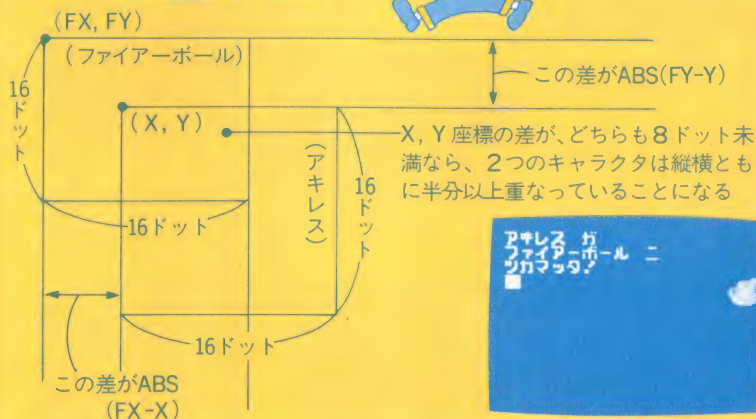 (FX, FY)
(ファイアーボール)
16ドット
この差がABS(FY-Y)
(X, Y)
X, Y座標の差が、どちらも8ドット未
満なら、2つのキャラクタは縦横とも
に半分以上重なっていることになる
(アキレス)
16ドット
16ドット
アキレス ガ
ファイアーボール ニ
ツカマッタ!
16ドット
この差がABS
(FX-X)